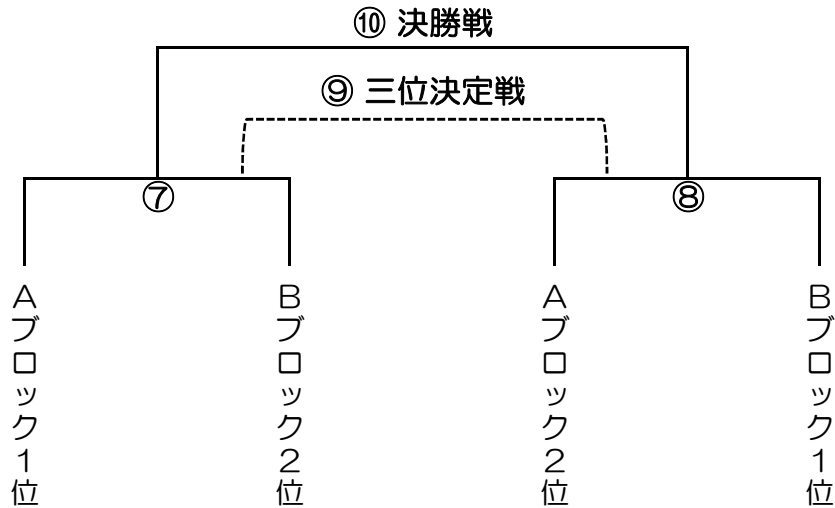 ⑩ 決勝戦
⑨ 三位決定戦
⑦
⑧
Aブロック1位
Bブロック2位
Aブロック2位
Bブロック1位